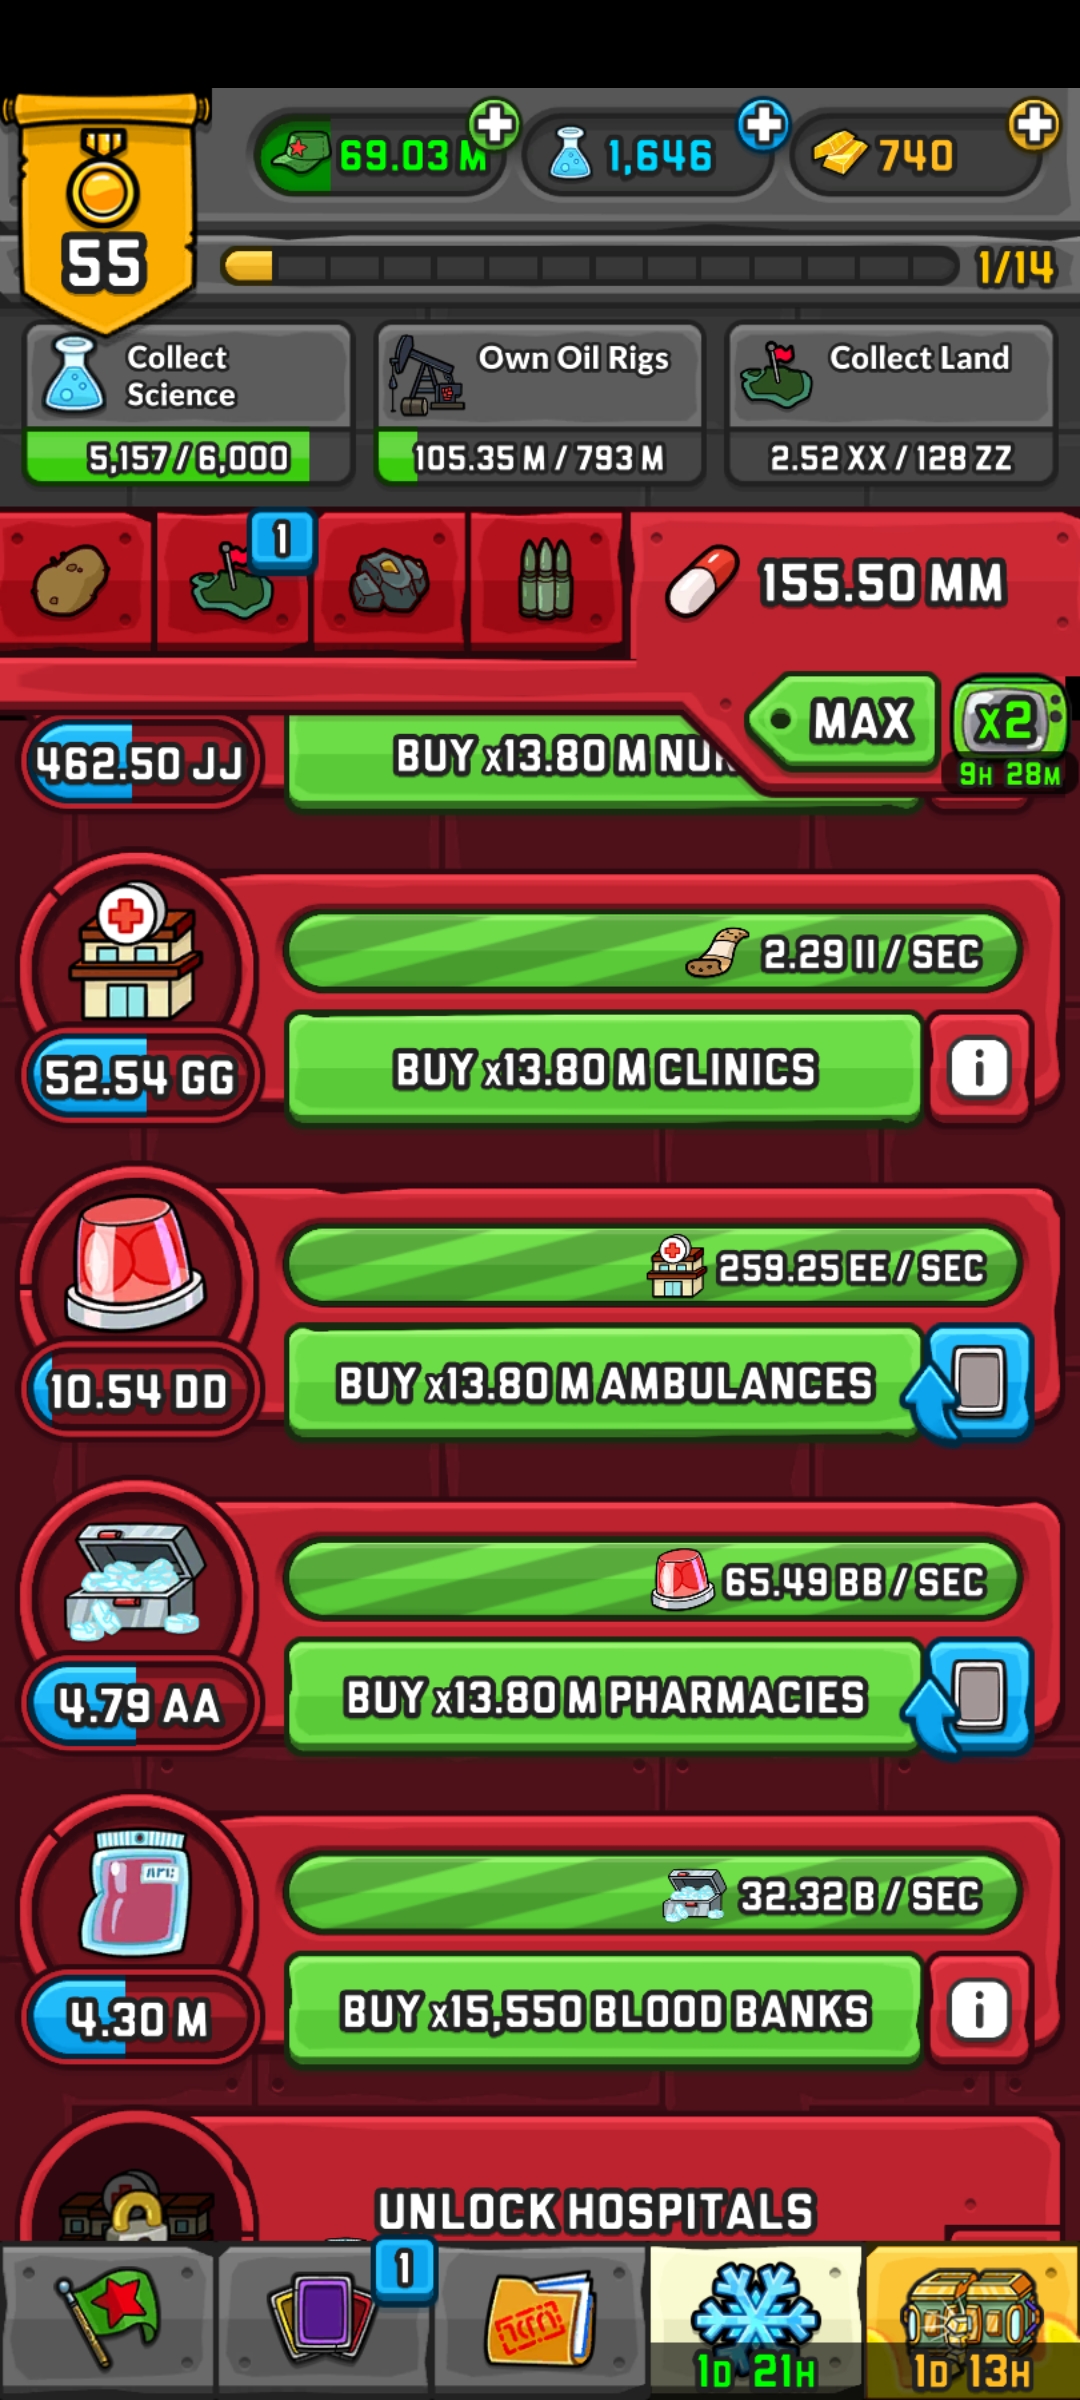 69.03 M
1,646
740
55
1/14
Collect
Science
5,157 / 6,000
Own Oil Rigs
105.35 M / 793 M
Collect Land
2.52 XX / 128 ZZ
1
155.50 MM
MAX
x2
9H 28M
462.50 JJ
BUY x13.80 M
2.29 II / SEC
52.54 GG
BUY x13.80 M CLINICS
i
259.25 EE / SEC
10.54 DD
BUY x13.80 M AMBULANCES
65.49 BB / SEC
4.79 AA
BUY x13.80 M PHARMACIES
32.32 B / SEC
4.30 M
BUY x15,550 BLOOD BANKS
i
UNLOCK HOSPITALS
1
1D 21H
1D 13H